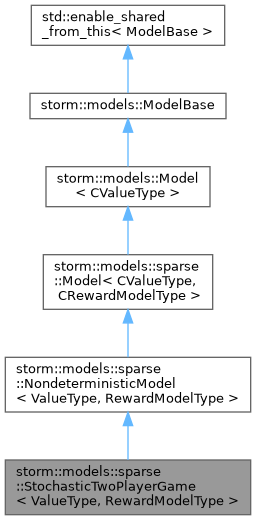 std::enable_shared
_from_this< ModelBase >
storm::models::ModelBase
storm::models::Model
< CValueType >
storm::models::sparse
::Model< CValueType,
CRewardModelType >
storm::models::sparse
::NondeterministicModel
< ValueType, RewardModelType >
storm::models::sparse
::StochasticTwoPlayerGame
< ValueType, RewardModelType >